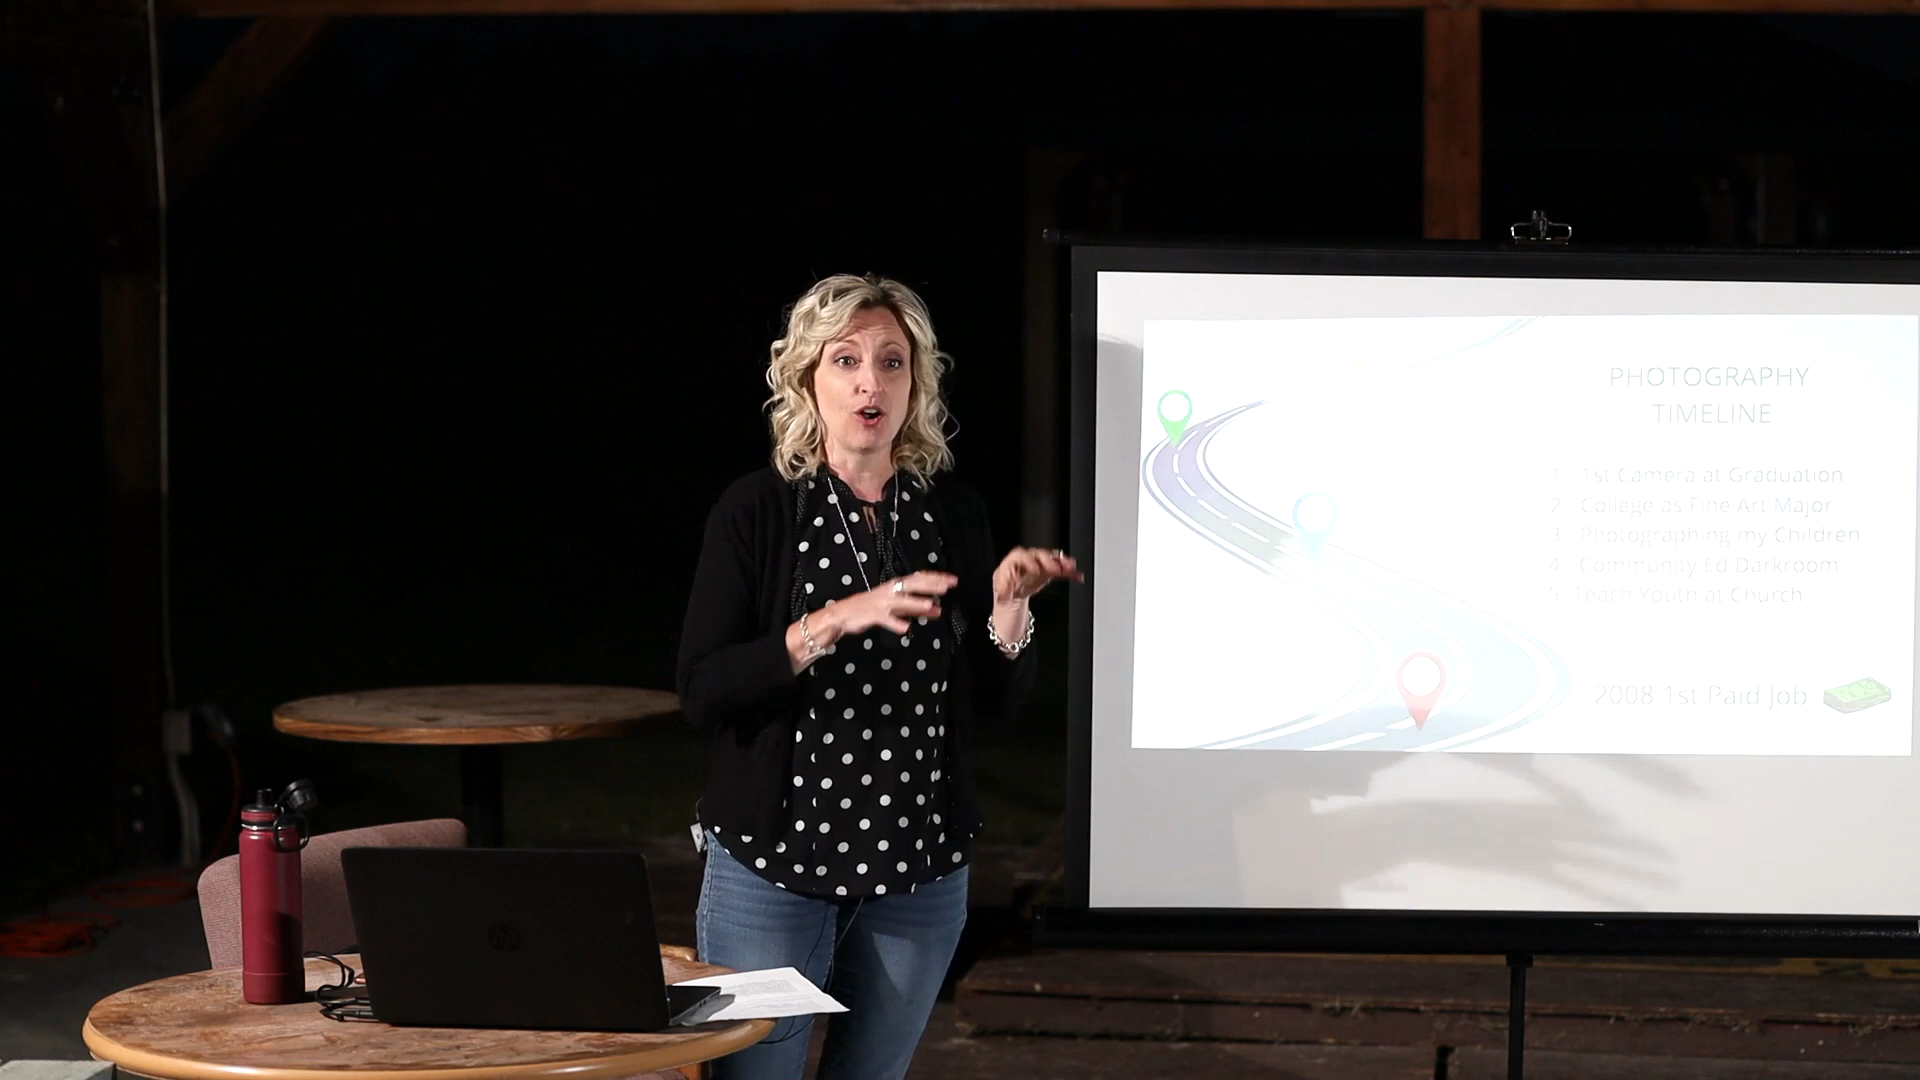 PHOTOGRAPHY
TIMELINE
1 1st Camera at Graduation
2 College as Fine Art Major
3 Photographing my Children
4 Community Ed Darkroom
5 Teach Youth at Church
2008 1st Paid Job
hp